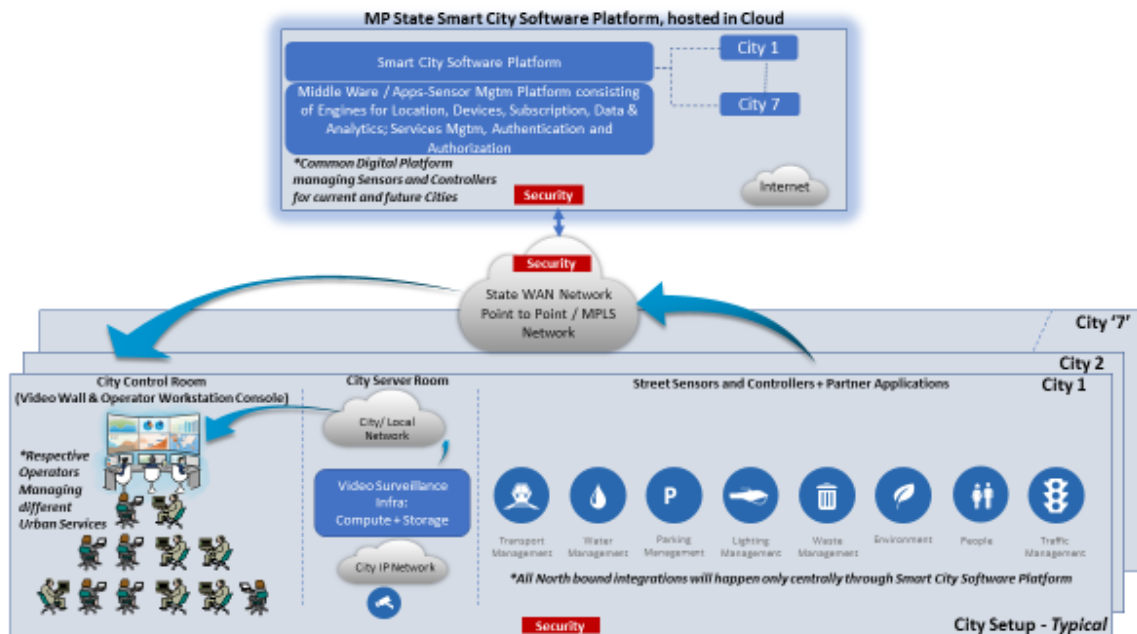 MP State Smart City Software Platform, hosted in Cloud
Smart City Software Platform
City 1
City 7
Middle Ware / Apps-Sensor Mgtm Platform consisting
of Engines for Location, Devices, Subscription, Data &
Analytics; Services Mgtm, Authentication and
Authorization
*Common Digital Platform
managing Sensors and Controllers
for current and future Cities
Security
Internet
Security
State WAN Network
Point to Point / MPLS
Network
City '7'
City 2
City 1
City Control Room
(Video Wall & Operator Workstation Console)
*Respective
Operators
Managing
different
Urban Services
City Server Room
City/ Local
Network
Video Surveillance
Infra:
Compute + Storage
City IP Network
Street Sensors and Controllers + Partner Applications
P
Transport
Management
Water
Management
Parking
Management
Lighting
Management
Waste
Management
Environment
People
Traffic
Management
*All North bound integrations will happen only centrally through Smart City Software Platform
Security
City Setup - Typical